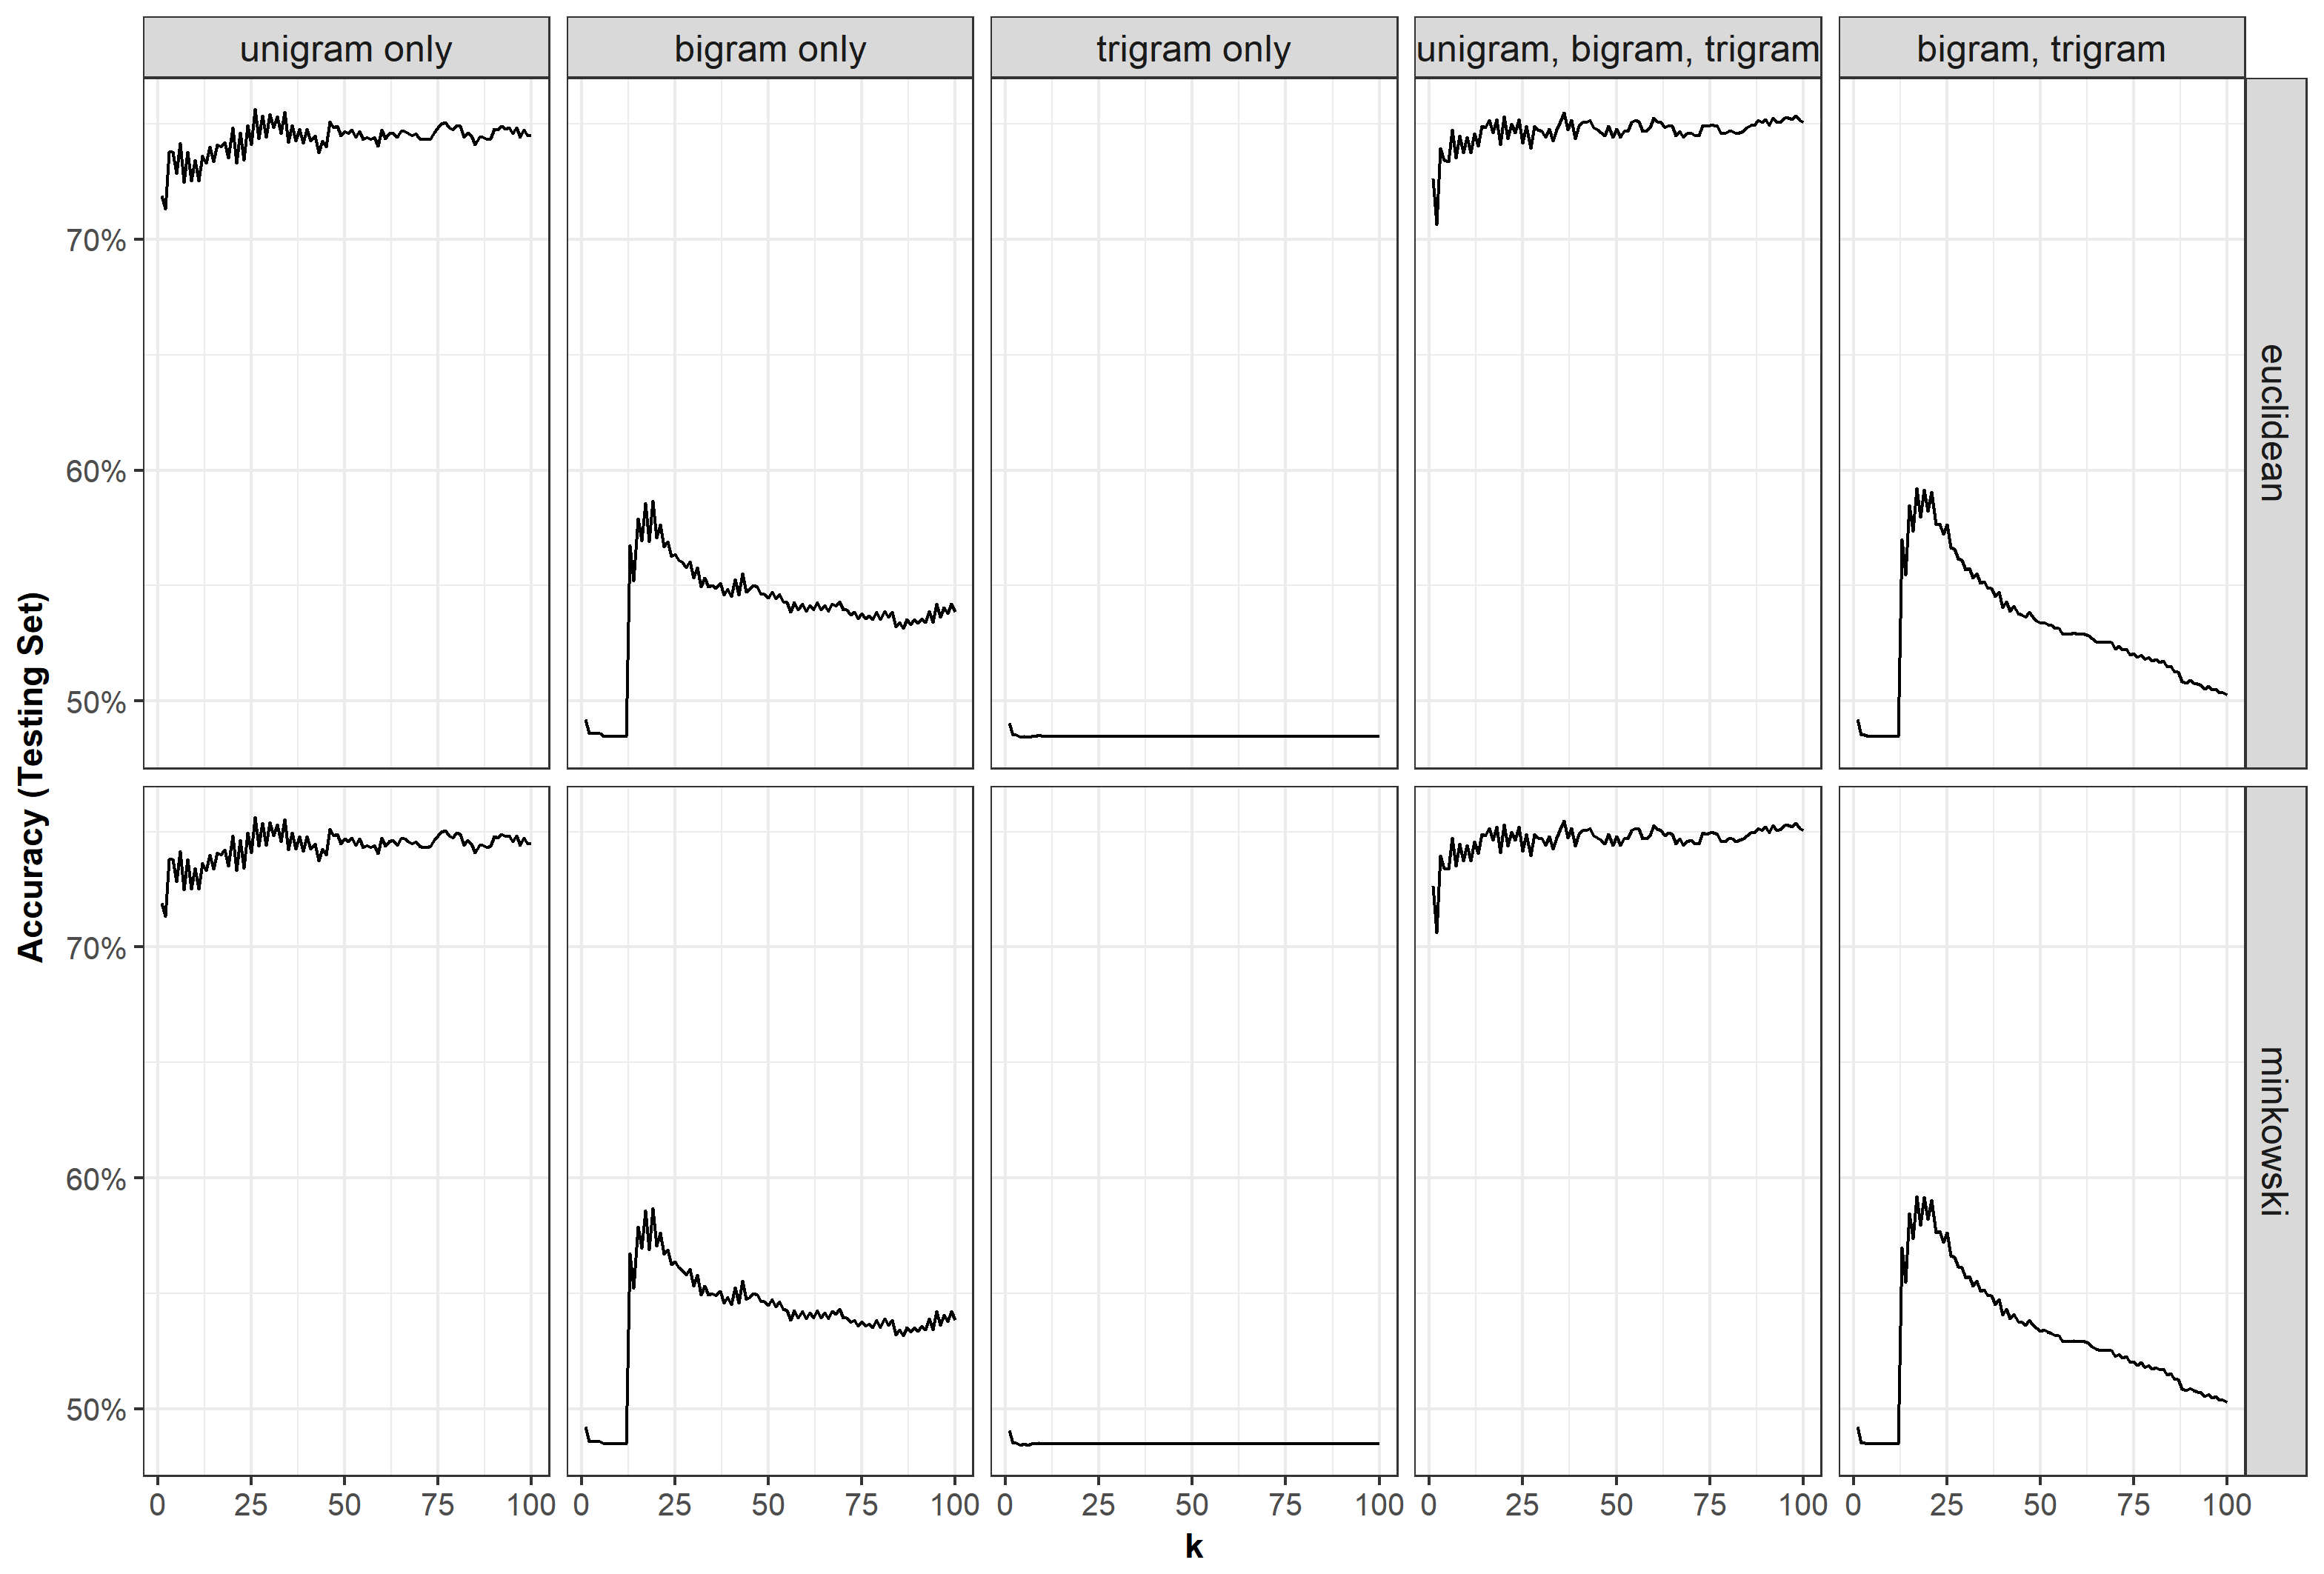 unigram only
bigram only
trigram only
unigram, bigram, trigram
bigram, trigram
euclidean
70%
60%
50%
Accuracy (Testing Set)
minkowski
70%
60%
50%
0 25 50 75 100
0 25 50 75 100
0 25 50 75 100
0 25 50 75 100
0 25 50 75 100
k